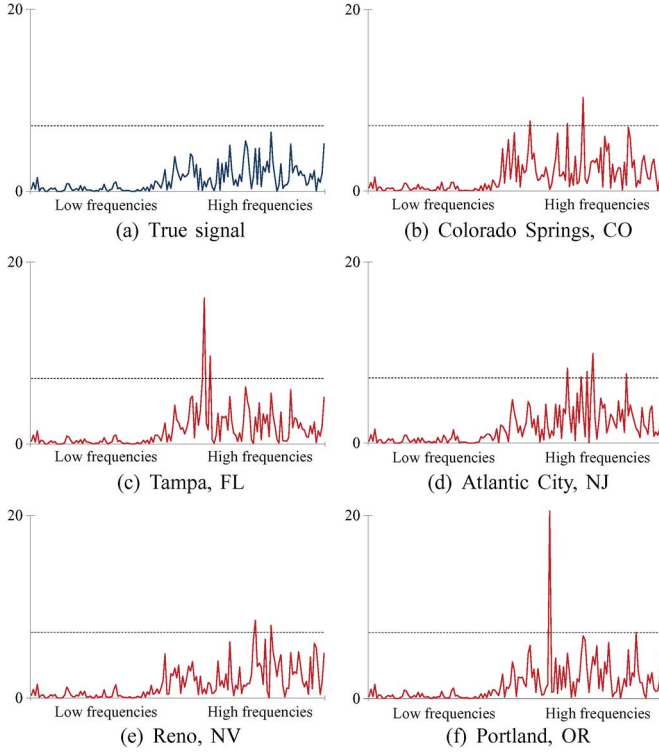 20
0
Low frequencies High frequencies
(a) True signal
0
Low frequencies High frequencies
(b) Colorado Springs, CO
20
0
Low frequencies High frequencies
(c) Tampa, FL
0
Low frequencies High frequencies
(d) Atlantic City, NJ
20
0
Low frequencies High frequencies
(e) Reno, NV
20
0
Low frequencies High frequencies
(f) Portland, OR